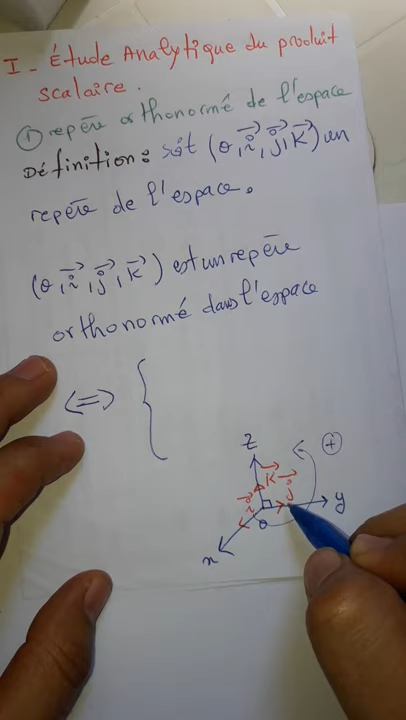 I - Étude Analytique du produit
scalaire.
① repère orthonormé de l'espace
Définition: soit (o, i, j, k) un
repère de l'espace.
(o, i, j, k) est un repère
orthonormé dans l'espace
<=> {
z +
k
i j
o y
x